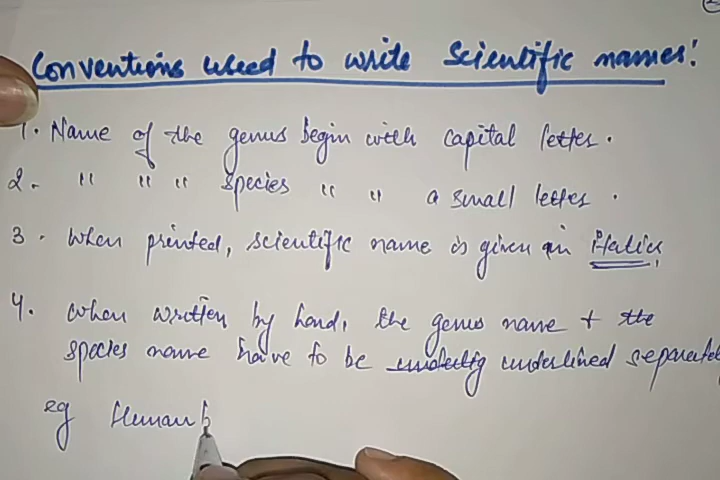 Conventions used to write Scientific names:
1. Name of the genus begin with capital letter.
2. " " " species " " a small letter.
3. When printed, scientific name is given in Italics.
4. When written by hand, the genus name + the
species name have to be underlined separately
eg Human b